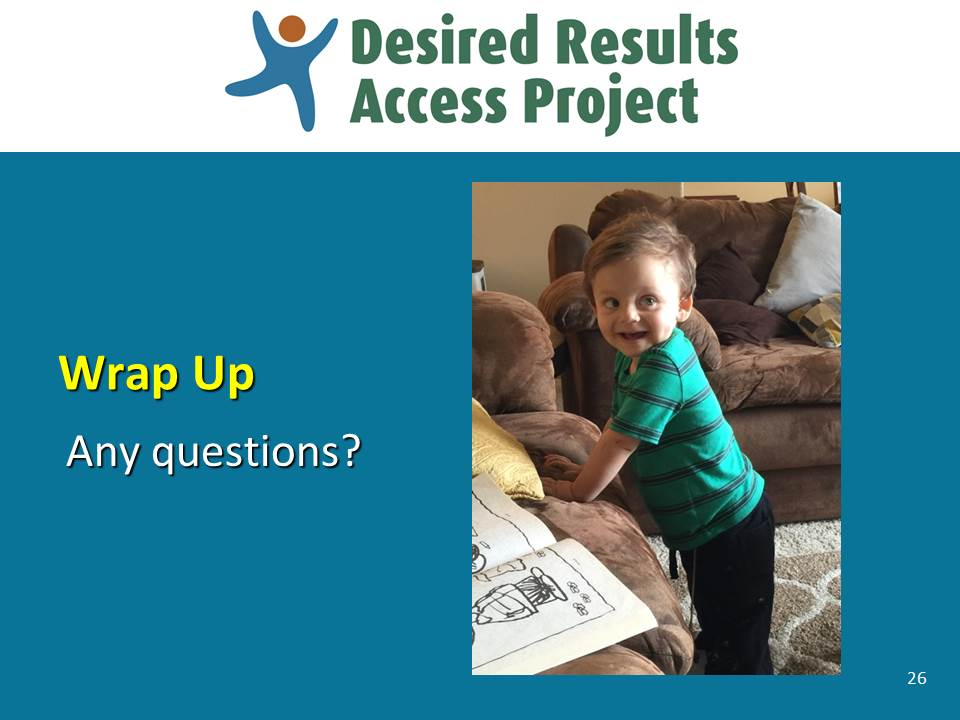 Desired Results
Access Project
Wrap Up
Any questions?
26